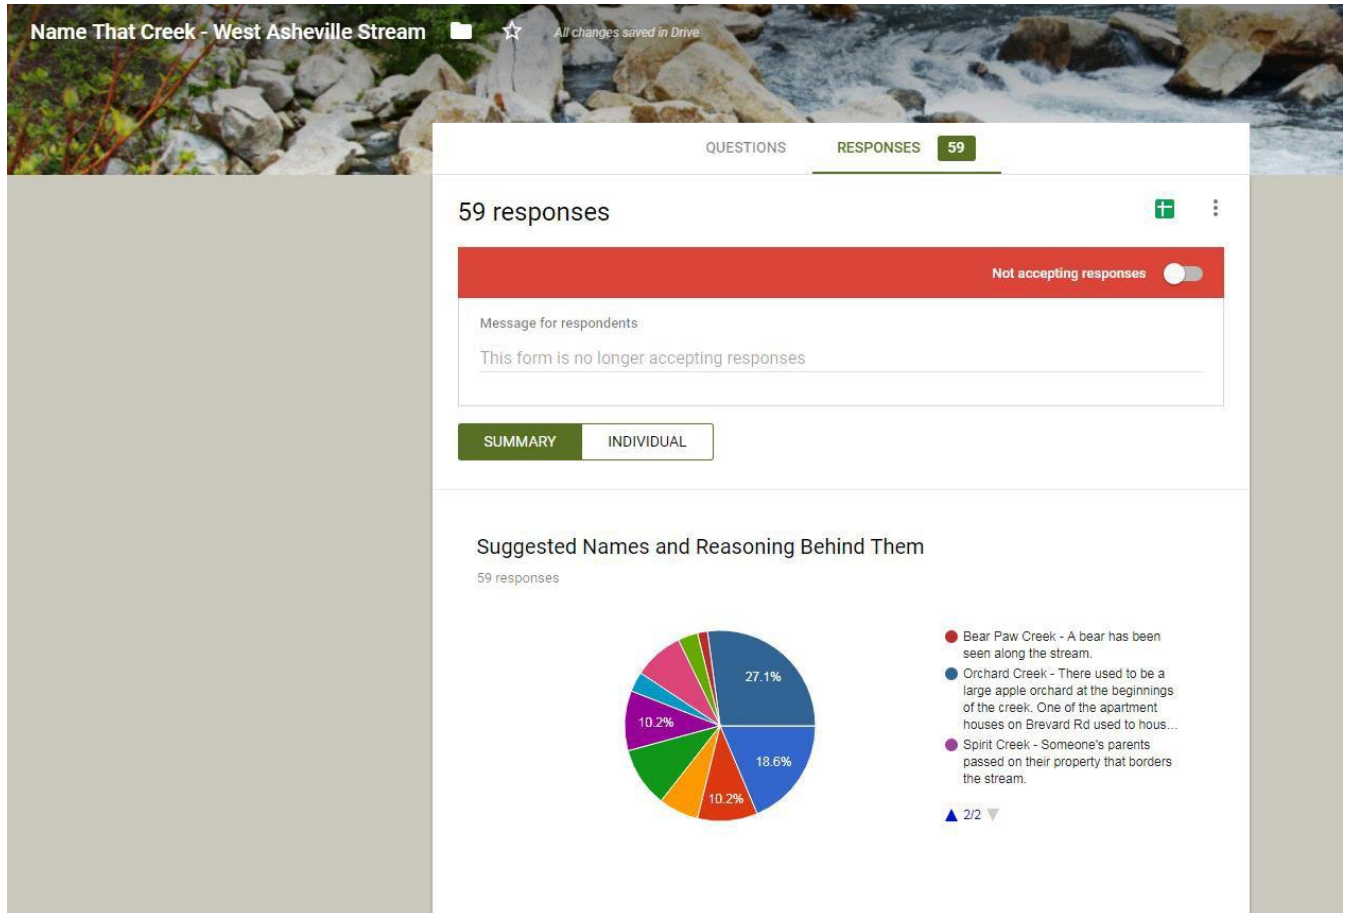 Name That Creek - West Asheville Stream
All changes saved in Drive
QUESTIONS
RESPONSES 59
59 responses
Not accepting responses
Message for respondents
This form is no longer accepting responses
SUMMARY
INDIVIDUAL
Suggested Names and Reasoning Behind Them
59 responses
27.1%
10.2%
18.6%
10.2%
Bear Paw Creek - A bear has been
seen along the stream.
Orchard Creek - There used to be a
large apple orchard at the beginnings
of the creek. One of the apartment
houses on Brevard Rd used to hous...
Spirit Creek - Someone's parents
passed on their property that borders
the stream.
2/2